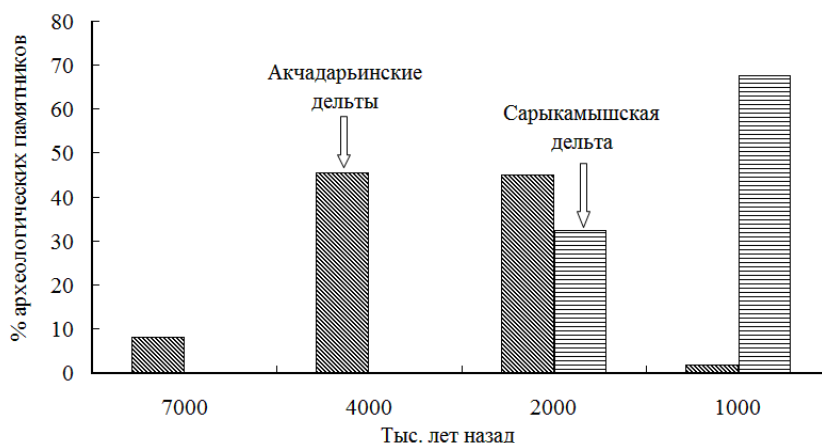 % археологических памятников
80
70
60
50
40
30
20
10
0
Акчадарьинские
дельты
Сарыкамышская
дельта
7000 4000 2000 1000
Тыс. лет назад